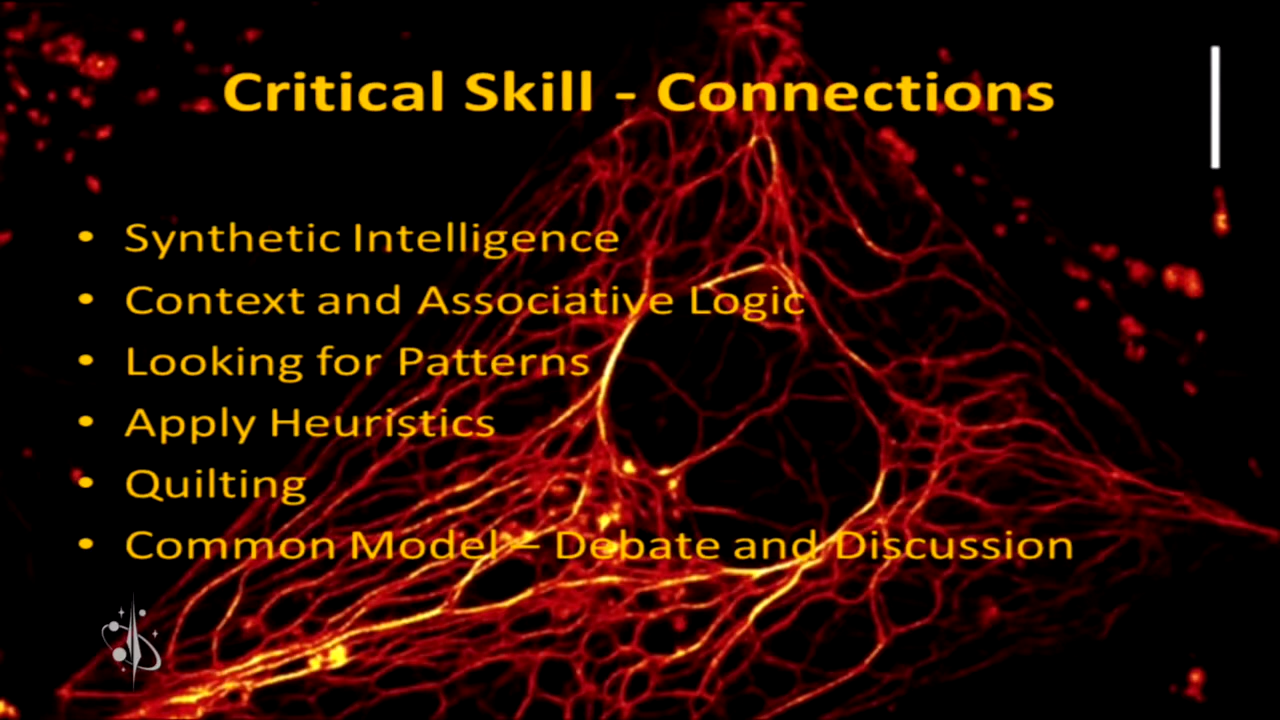 Critical Skill - Connections
• Synthetic Intelligence
• Context and Associative Logic
• Looking for Patterns
• Apply Heuristics
• Quilting
• Common Model – Debate and Discussion